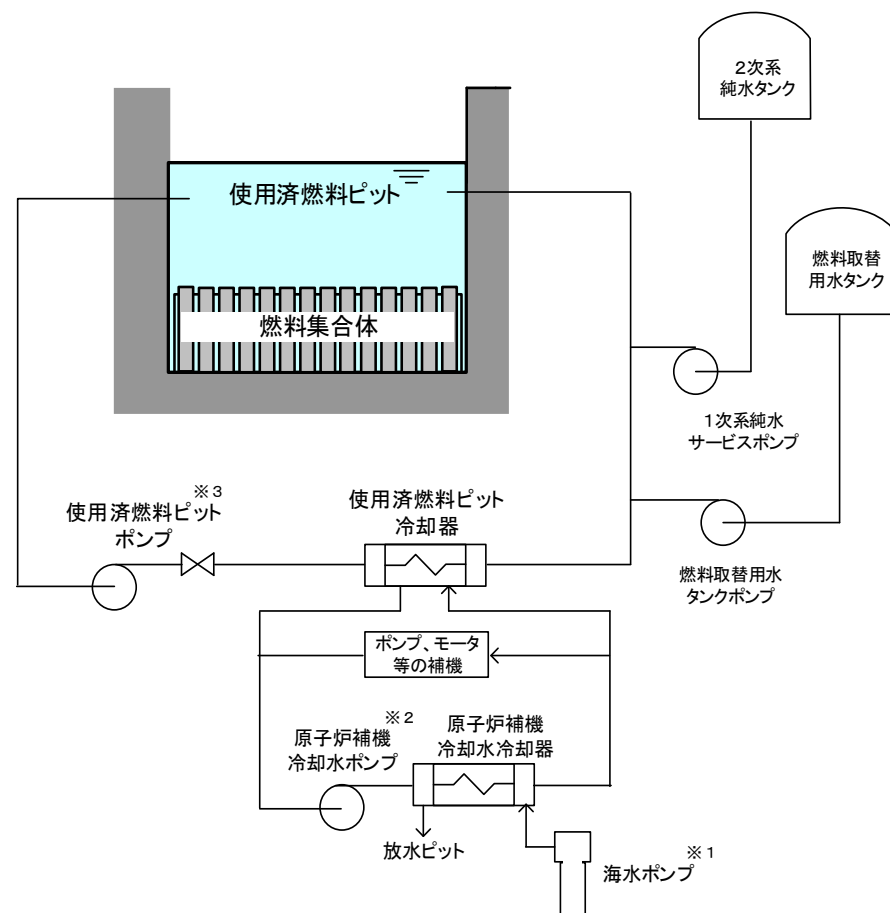 ２次系
純水タンク
使用済燃料ピット
燃料取替
用水タンク
燃料集合体
１次系純水
サービスポンプ
※３
使用済燃料ピット
ポンプ
使用済燃料ピット
冷却器
燃料取替用水
タンクポンプ
ポンプ、モータ
等の補機
※２
原子炉補機
冷却水ポンプ
原子炉補機
冷却水冷却器
放水ピット
※１
海水ポンプ